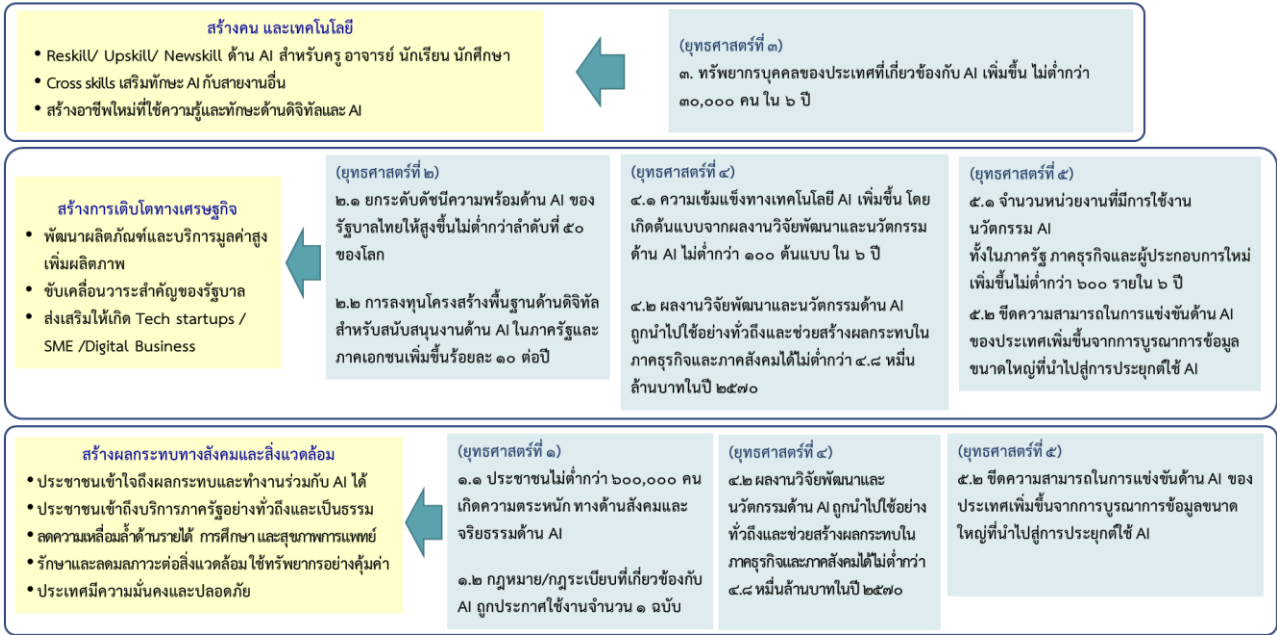 สร้างคน และเทคโนโลยี
• Reskill/ Upskill/ Newskill ด้าน AI สำหรับครู อาจารย์ นักเรียน นักศึกษา
• Cross skills เสริมทักษะ AI กับสายงานอื่น
• สร้างอาชีพใหม่ที่ใช้ความรู้และทักษะด้านดิจิทัลและ AI
(ยุทธศาสตร์ที่ ๓)
๓. ทรัพยากรบุคคลของประเทศที่เกี่ยวข้องกับ AI เพิ่มขึ้น ไม่ต่ำกว่า
๓๐,๐๐๐ คน ใน ๖ ปี
สร้างการเติบโตทางเศรษฐกิจ
• พัฒนาผลิตภัณฑ์และบริการมูลค่าสูง
เพิ่มผลิตภาพ
• ขับเคลื่อนวาระสำคัญของรัฐบาล
• ส่งเสริมให้เกิด Tech startups /
SME /Digital Business
(ยุทธศาสตร์ที่ ๒)
๒.๑ ยกระดับดัชนีความพร้อมด้าน AI ของ
รัฐบาลไทยให้สูงขึ้นไม่ต่ำกว่าลำดับที่ ๕๐
ของโลก
๒.๒ การลงทุนโครงสร้างพื้นฐานด้านดิจิทัล
สำหรับสนับสนุนงานด้าน AI ในภาครัฐและ
ภาคเอกชนเพิ่มขึ้นร้อยละ ๑๐ ต่อปี
(ยุทธศาสตร์ที่ ๔)
๔.๑ ความเข้มแข็งทางเทคโนโลยี AI เพิ่มขึ้น โดย
เกิดต้นแบบจากผลงานวิจัยพัฒนาและนวัตกรรม
ด้าน AI ไม่ต่ำกว่า ๑๐๐ ต้นแบบ ใน ๖ ปี
๔.๒ ผลงานวิจัยพัฒนาและนวัตกรรมด้าน AI
ถูกนำไปใช้อย่างทั่วถึงและช่วยสร้างผลกระทบใน
ภาคธุรกิจและภาคสังคมได้ไม่ต่ำกว่า ๔.๘ หมื่น
ล้านบาทในปี ๒๕๗๐
(ยุทธศาสตร์ที่ ๕)
๕.๑ จำนวนหน่วยงานที่มีการใช้งาน
นวัตกรรม AI
ทั้งในภาครัฐ ภาคธุรกิจและผู้ประกอบการใหม่
เพิ่มขึ้นไม่ต่ำกว่า ๖๐๐ รายใน ๖ ปี
๕.๒ ขีดความสามารถในการแข่งขันด้าน AI
ของประเทศเพิ่มขึ้นจากการบูรณาการข้อมูล
ขนาดใหญ่ที่นำไปสู่การประยุกต์ใช้ AI
สร้างผลกระทบทางสังคมและสิ่งแวดล้อม
• ประชาชนเข้าใจถึงผลกระทบและทำงานร่วมกับ AI ได้
• ประชาชนเข้าถึงบริการภาครัฐอย่างทั่วถึงและเป็นธรรม
• ลดความเหลื่อมล้ำด้านรายได้ การศึกษา และสุขภาพการแพทย์
• รักษาและลดมลภาวะต่อสิ่งแวดล้อม ใช้ทรัพยากรอย่างคุ้มค่า
• ประเทศมีความมั่นคงและปลอดภัย
(ยุทธศาสตร์ที่ ๑)
๑.๑ ประชาชนไม่ต่ำกว่า ๖๐๐,๐๐๐ คน
เกิดความตระหนัก ทางด้านสังคมและ
จริยธรรมด้าน AI
๑.๒ กฎหมาย/กฎระเบียบที่เกี่ยวข้องกับ
AI ถูกประกาศใช้งานจำนวน ๑ ฉบับ
(ยุทธศาสตร์ที่ ๔)
๔.๒ ผลงานวิจัยพัฒนาและ
นวัตกรรมด้าน AI ถูกนำไปใช้อย่าง
ทั่วถึงและช่วยสร้างผลกระทบใน
ภาคธุรกิจและภาคสังคมได้ไม่ต่ำกว่า
๔.๘ หมื่นล้านบาทในปี ๒๕๗๐
(ยุทธศาสตร์ที่ ๕)
๕.๒ ขีดความสามารถในการแข่งขันด้าน AI ของ
ประเทศเพิ่มขึ้นจากการบูรณาการข้อมูลขนาด
ใหญ่ที่นำไปสู่การประยุกต์ใช้ AI